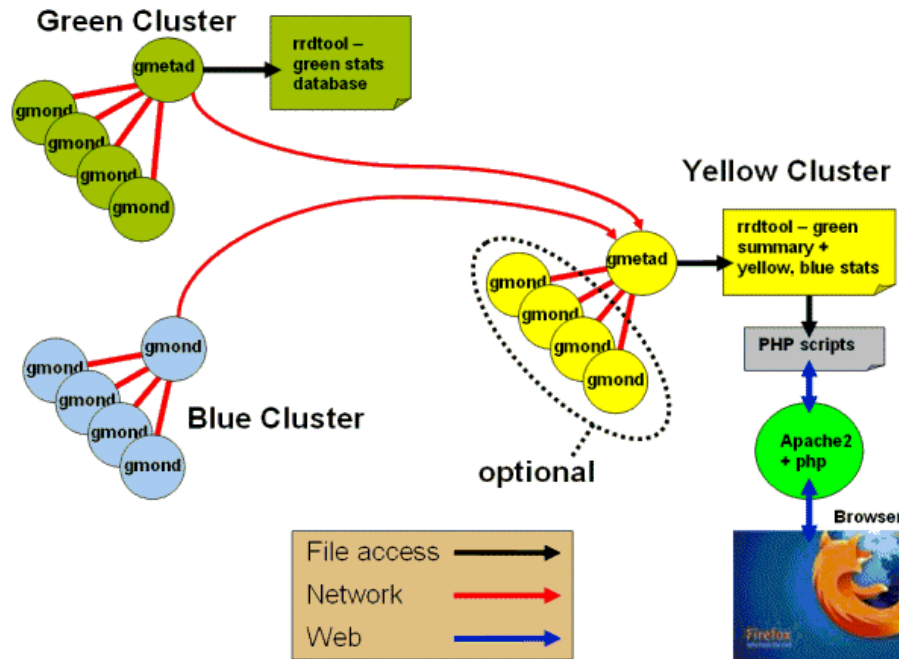 Green Cluster
gmetad
rrdtool –
green stats
database
gmond
gmond
gmond
gmond
Yellow Cluster
rrdtool – green
summary +
yellow, blue stats
gmetad
gmond
gmond
gmond
gmond
optional
PHP scripts
Apache2
+ php
Browser
Firefox
gmond
gmond
gmond
gmond
gmond
Blue Cluster
File access
Network
Web